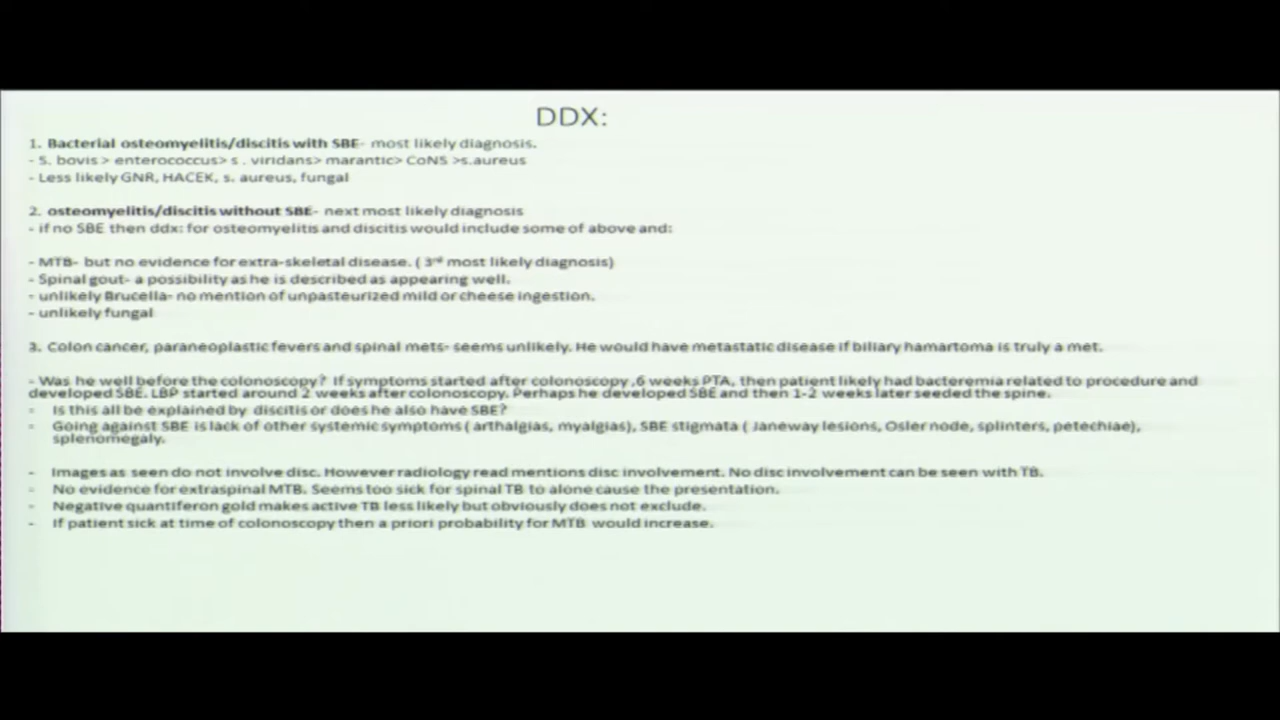 DDX:
1. Bacterial osteomyelitis/discitis with SBE- most likely diagnosis.
- S. bovis > enterococcus> s . viridans> marantic> CoNS >s.aureus
- Less likely GNR, HACEK, s. aureus, fungal
2. osteomyelitis/discitis without SBE- next most likely diagnosis
- if no SBE then ddx: for osteomyelitis and discitis would include some of above and:
- MTB- but no evidence for extra-skeletal disease. ( 3rd most likely diagnosis)
- Spinal gout- a possibility as he is described as appearing well.
- unlikely Brucella- no mention of unpasteurized mild or cheese ingestion.
- unlikely fungal
3. Colon cancer, paraneoplastic fevers and spinal mets- seems unlikely. He would have metastatic disease if biliary hamartoma is truly a met.
- Was he well before the colonoscopy? If symptoms started after colonoscopy ,6 weeks PTA, then patient likely had bacteremia related to procedure and
developed SBE. LBP started around 2 weeks after colonoscopy. Perhaps he developed SBE and then 1-2 weeks later seeded the spine.
- Is this all be explained by discitis or does he also have SBE?
- Going against SBE is lack of other systemic symptoms ( arthalgias, myalgias), SBE stigmata ( Janeway lesions, Osler node, splinters, petechiae),
splenomegaly.
- Images as seen do not involve disc. However radiology read mentions disc involvement. No disc involvement can be seen with TB.
- No evidence for extraspinal MTB. Seems too sick for spinal TB to alone cause the presentation.
- Negative quantiferon gold makes active TB less likely but obviously does not exclude.
- If patient sick at time of colonoscopy then a priori probability for MTB would increase.